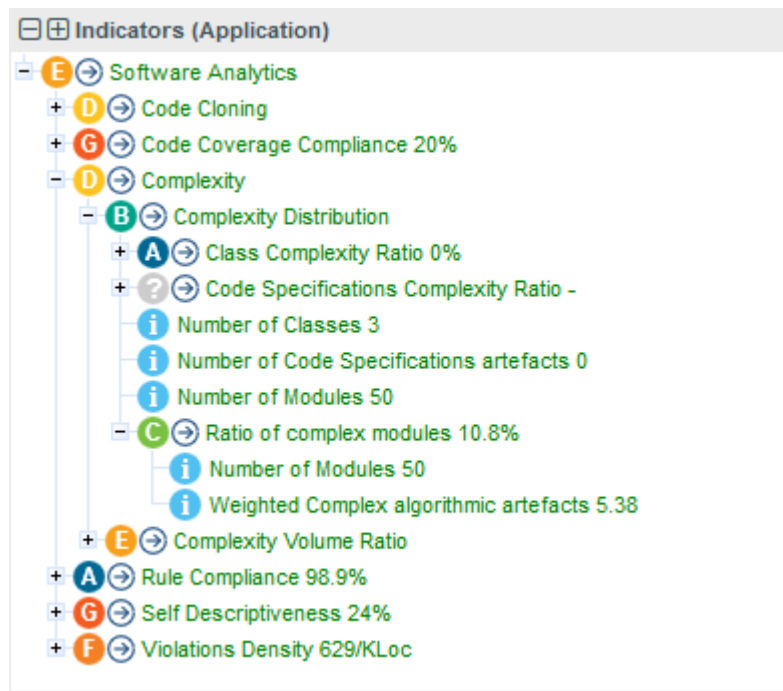 Indicators (Application)
E Software Analytics
D Code Cloning
G Code Coverage Compliance 20%
D Complexity
B Complexity Distribution
A Class Complexity Ratio 0%
? Code Specifications Complexity Ratio -
i Number of Classes 3
i Number of Code Specifications artefacts 0
i Number of Modules 50
C Ratio of complex modules 10.8%
i Number of Modules 50
i Weighted Complex algorithmic artefacts 5.38
E Complexity Volume Ratio
A Rule Compliance 98.9%
G Self Descriptiveness 24%
F Violations Density 629/KLoc